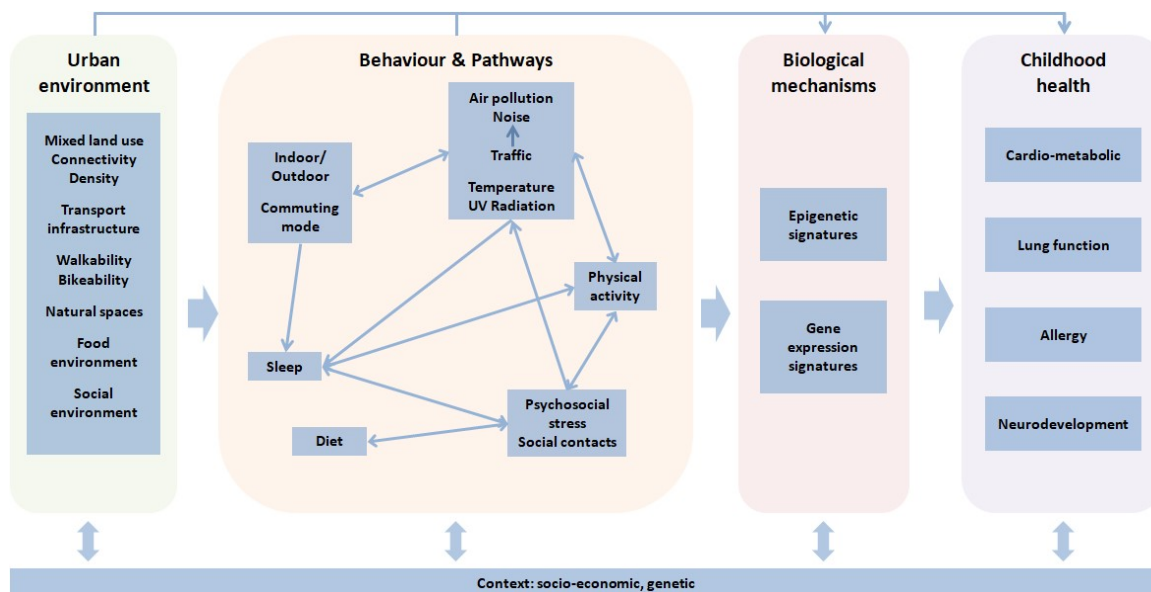 Urban
environment
Mixed land use
Connectivity
Density
Transport
infrastructure
Walkability
Bikeability
Natural spaces
Food
environment
Social
environment
Behaviour & Pathways
Air pollution
Noise
Traffic
Temperature
UV Radiation
Indoor/
Outdoor
Commuting
mode
Physical
activity
Sleep
Psychosocial
stress
Social contacts
Diet
Biological
mechanisms
Epigenetic
signatures
Gene
expression
signatures
Childhood
health
Cardio-metabolic
Lung function
Allergy
Neurodevelopment
Context: socio-economic, genetic